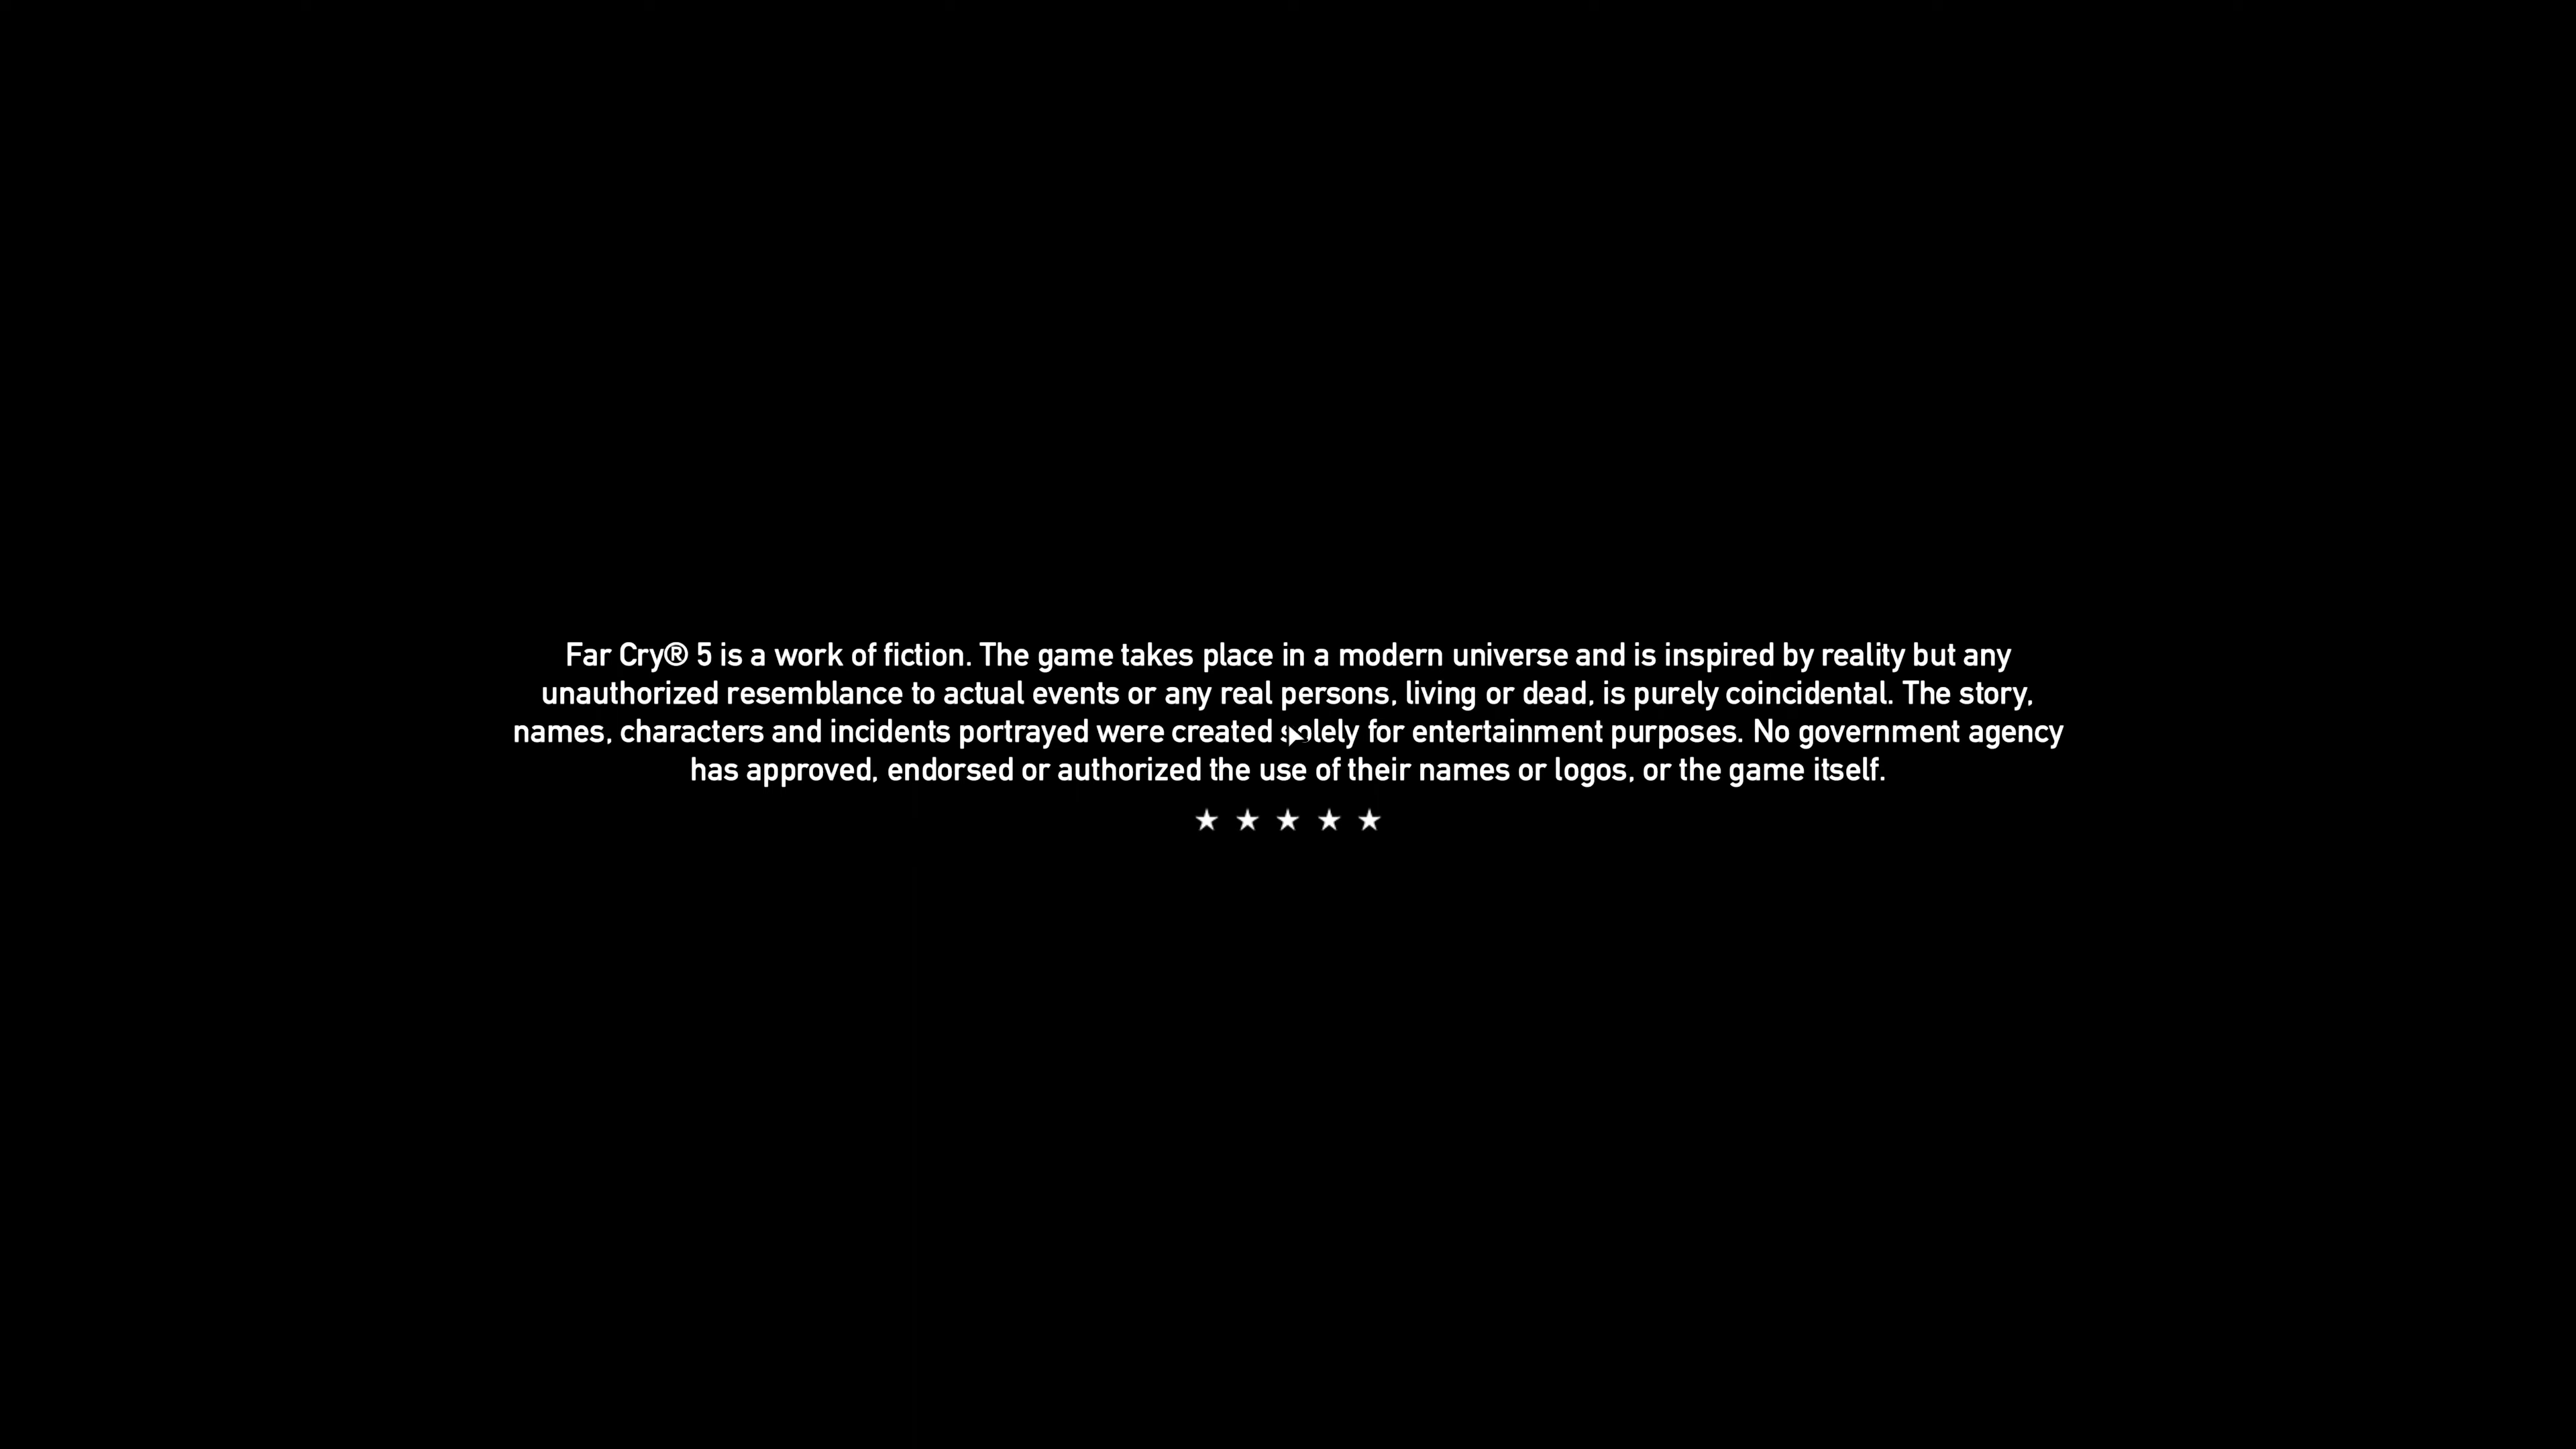 Far Cry® 5 is a work of fiction. The game takes place in a modern universe and is inspired by reality but any
unauthorized resemblance to actual events or any real persons, living or dead, is purely coincidental. The story,
names, characters and incidents portrayed were created solely for entertainment purposes. No government agency
has approved, endorsed or authorized the use of their names or logos, or the game itself.
★ ★ ★ ★ ★